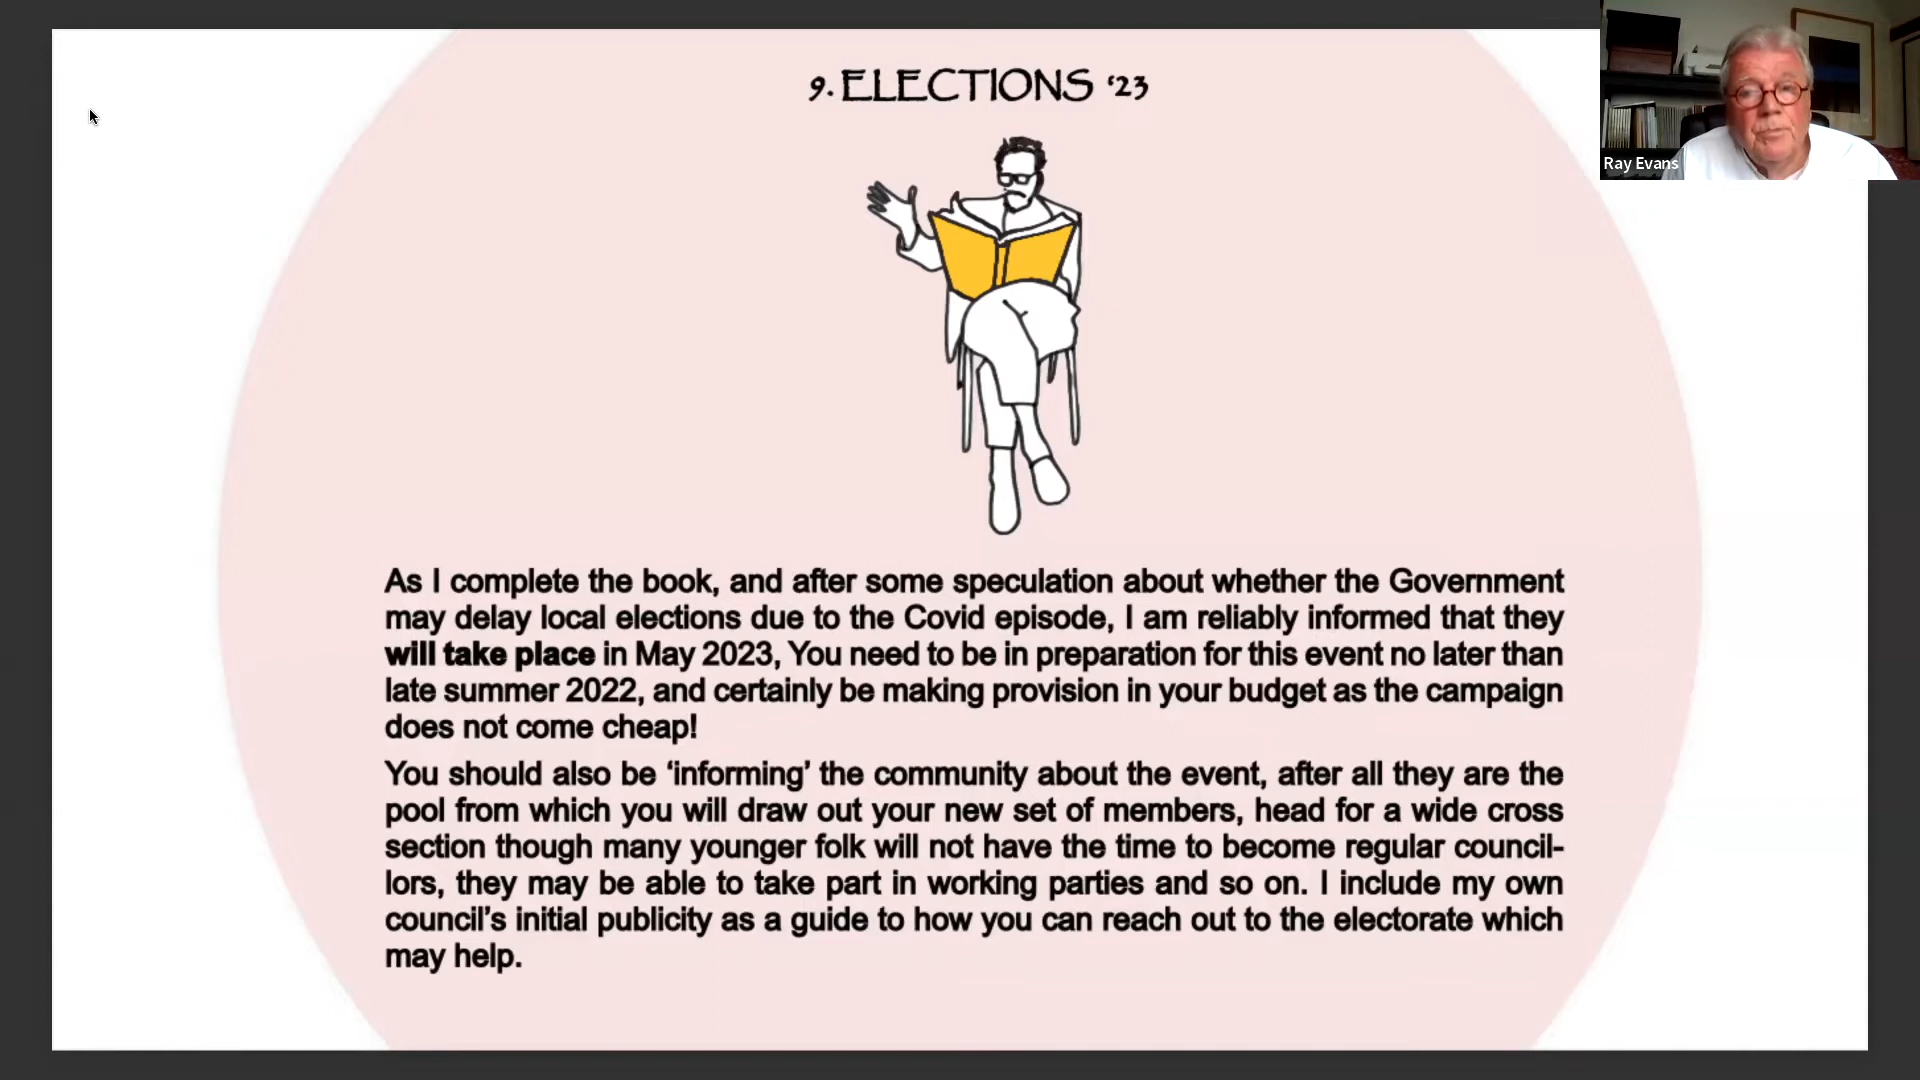 9. ELECTIONS ‘23
Ray Evans
As I complete the book, and after some speculation about whether the Government
may delay local elections due to the Covid episode, I am reliably informed that they
will take place in May 2023, You need to be in preparation for this event no later than
late summer 2022, and certainly be making provision in your budget as the campaign
does not come cheap!
You should also be ‘informing’ the community about the event, after all they are the
pool from which you will draw out your new set of members, head for a wide cross
section though many younger folk will not have the time to become regular council-
lors, they may be able to take part in working parties and so on. I include my own
council’s initial publicity as a guide to how you can reach out to the electorate which
may help.